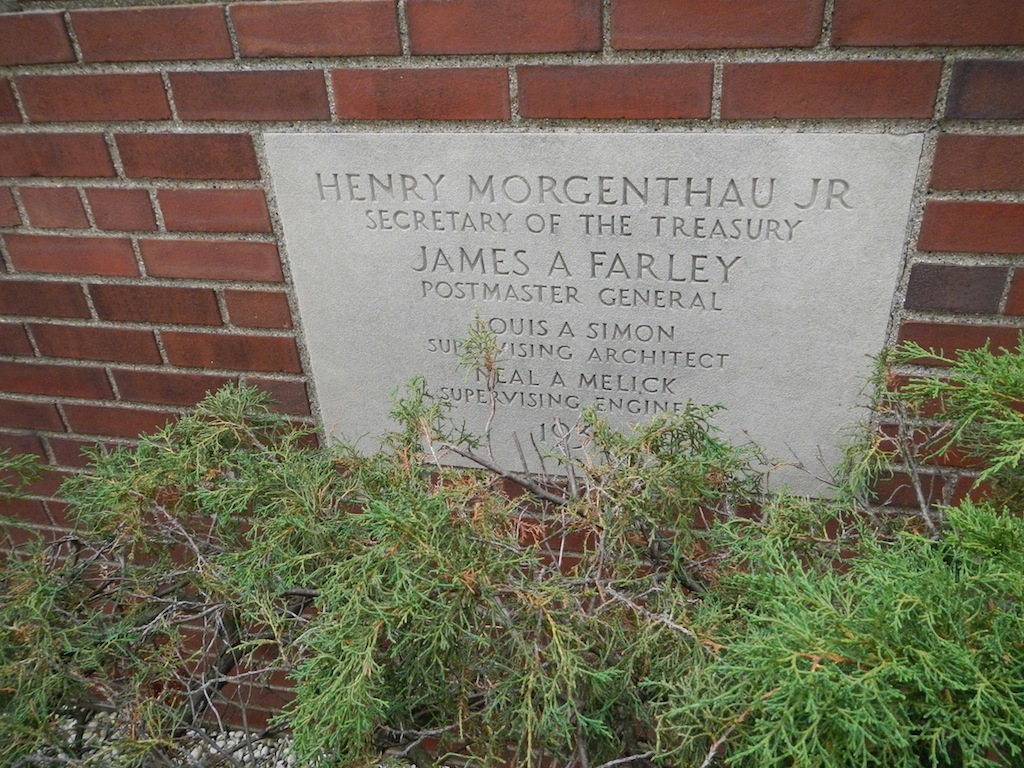 HENRY MORGENTHAU JR
SECRETARY OF THE TREASURY
JAMES A FARLEY
POSTMASTER GENERAL
LOUIS A SIMON
SUPERVISING ARCHITECT
NEAL A MELICK
SUPERVISING ENGINEER